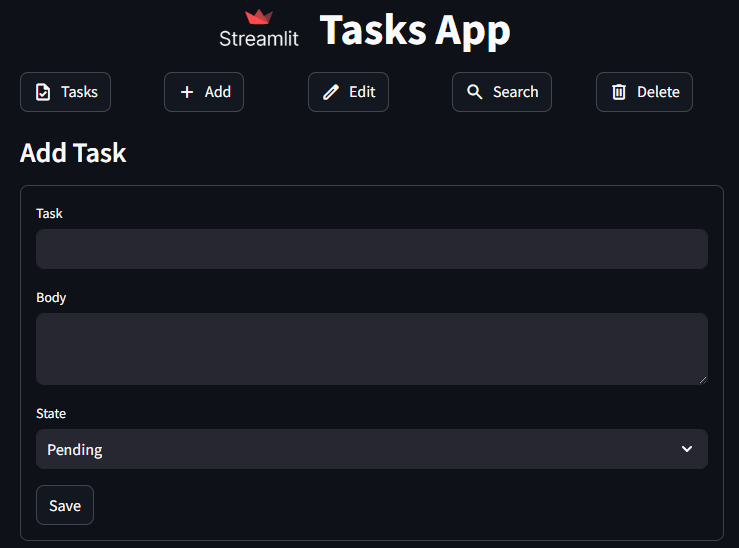 Streamlit Tasks App
Tasks Add Edit Search Delete
Add Task
Task
Body
State
Pending
Save